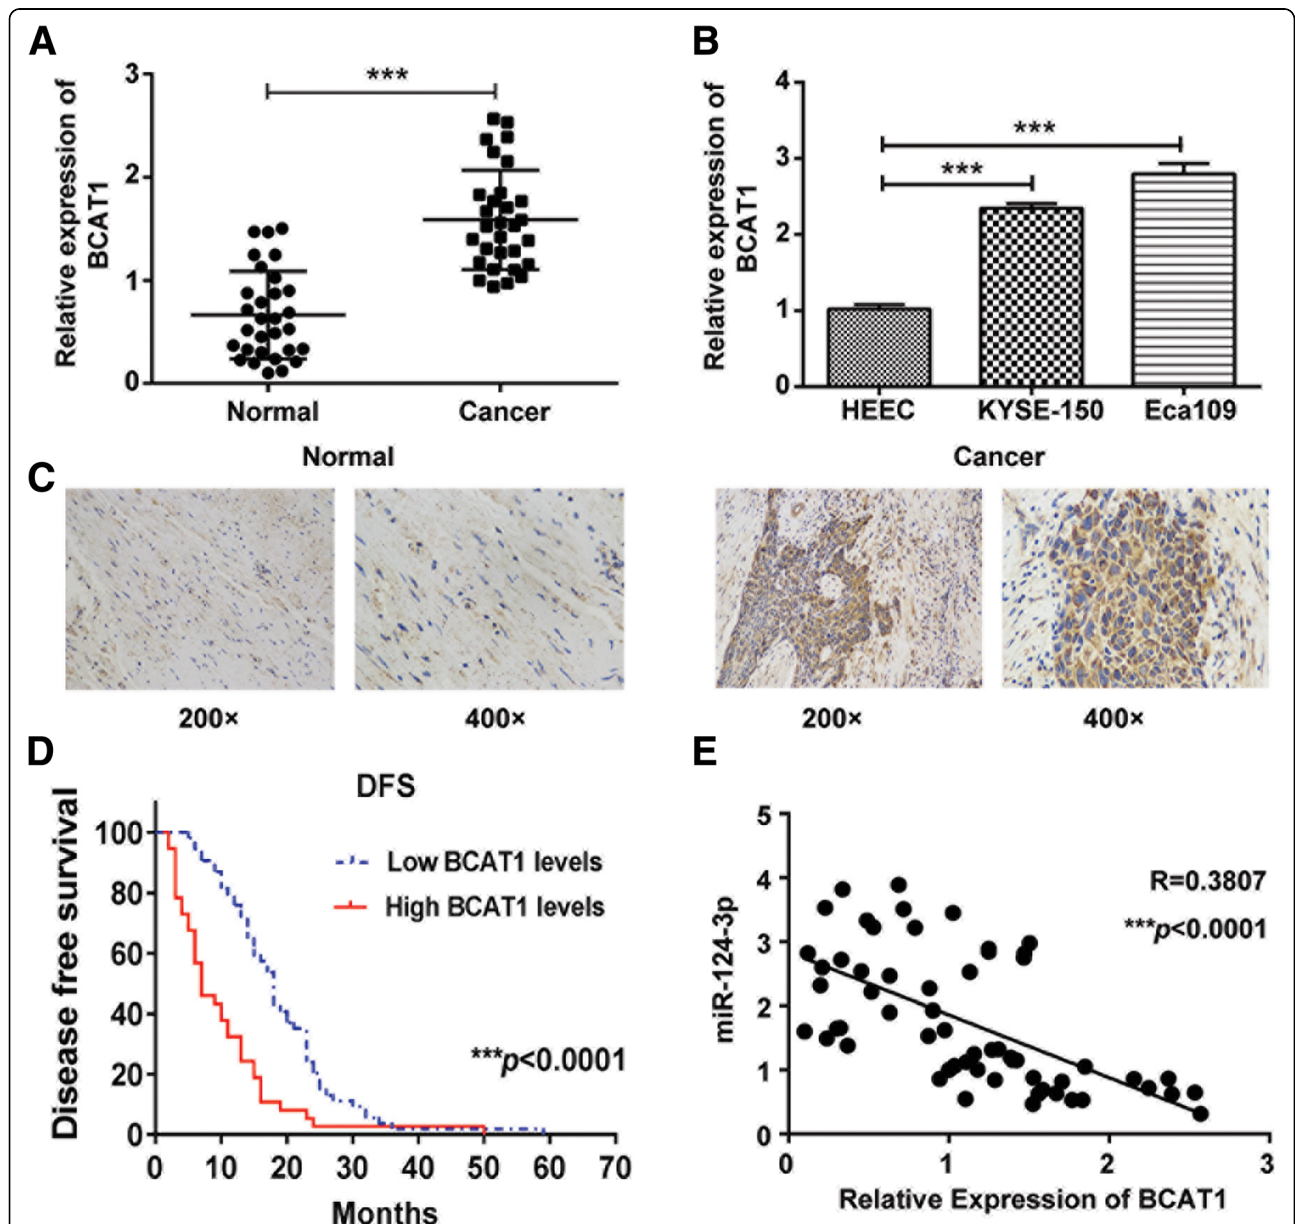 A
Relative expression of
BCAT1
3
2
1
0
***
Normal
Cancer
B
Relative expression of
BCAT1
4
3
2
1
0
***
***
HEEC
KYSE-150
Eca109
C
Normal
Cancer
200×
400×
200×
400×
D
DFS
Disease free survival
100
80
60
40
20
0
Low BCAT1 levels
High BCAT1 levels
***p<0.0001
0 10 20 30 40 50 60 70
Months
E
miR-124-3p
5
4
3
2
1
0
R=0.3807
***p<0.0001
0 1 2 3
Relative Expression of BCAT1